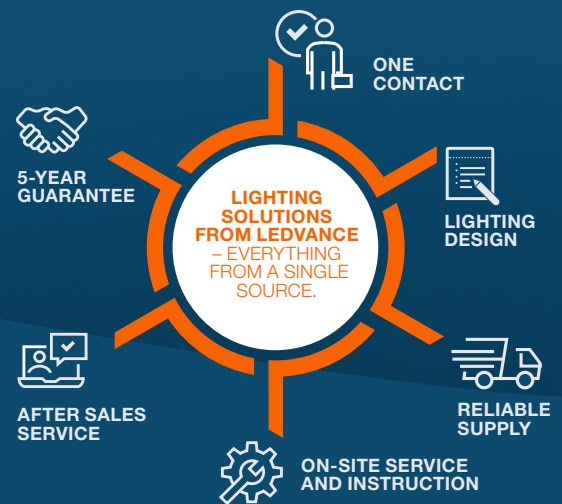 ONE
CONTACT
5-YEAR
GUARANTEE
LIGHTING
SOLUTIONS
FROM LEDVANCE
– EVERYTHING
FROM A SINGLE
SOURCE.
LIGHTING
DESIGN
AFTER SALES
SERVICE
RELIABLE
SUPPLY
ON-SITE SERVICE
AND INSTRUCTION